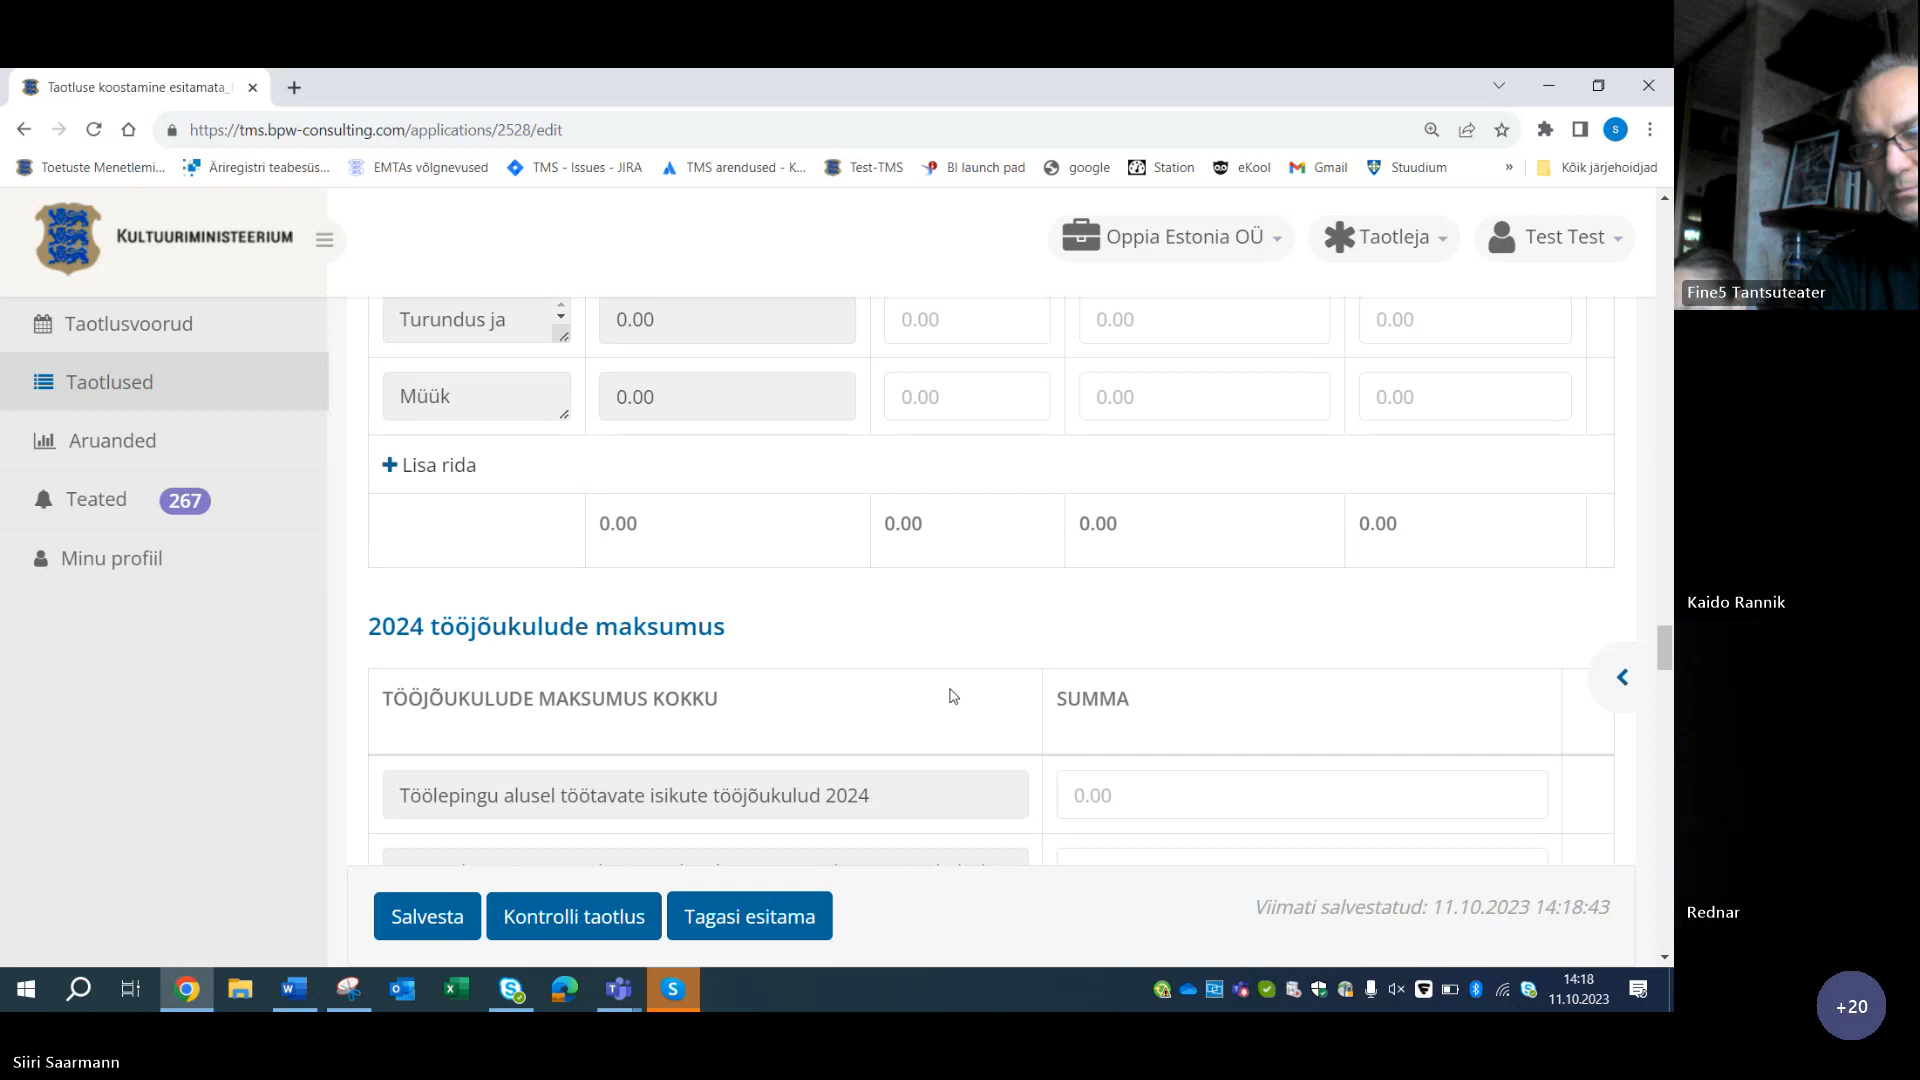 Taotluse koostamine esitamata_
https://tms.bpw-consulting.com/applications/2528/edit
Toetuste Menetlemi...
Äriregistri teabesüs...
EMTAs võlgnevused
TMS - Issues - JIRA
TMS arendused - K...
Test-TMS
BI launch pad
google
Station
eKool
Gmail
Stuudium
»
Kõik järjehoidjad
KULTUURIMINISTEERIUM
Oppia Estonia OÜ
Taotleja
Test Test
Taotlusvoorud
Taotlused
Aruanded
Teated 267
Minu profiil
Turundus ja 0.00 0.00 0.00 0.00
Müük 0.00 0.00 0.00 0.00
Lisa rida
0.00 0.00 0.00 0.00
2024 tööjõukulude maksumus
TÖÖJÕUKULUDE MAKSUMUS KOKKU SUMMA
Töölepingu alusel töötavate isikute tööjõukulud 2024 0.00
Salvesta
Kontrolli taotlus
Tagasi esitama
Viimati salvestatud: 11.10.2023 14:18:43
14:18
11.10.2023
Fine5 Tantsuteater
Kaido Rannik
Rednar
+20
Siiri Saarmann